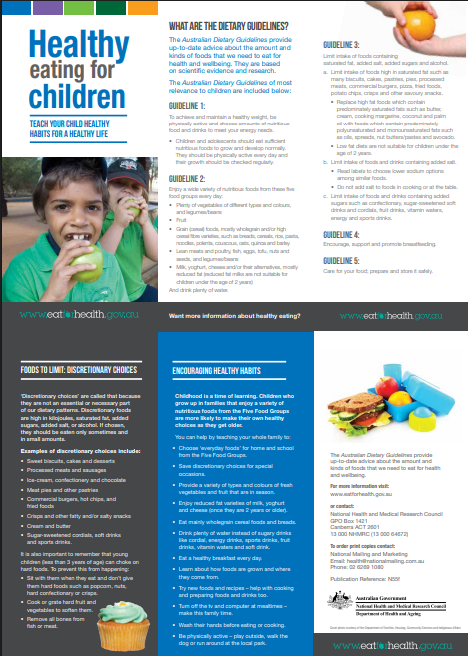 Healthy
eating for
children
TEACH YOUR CHILD HEALTHY
HABITS FOR A HEALTHY LIFE
www.eatforhealth.gov.au
WHAT ARE THE DIETARY GUIDELINES?
The Australian Dietary Guidelines provide
up-to-date advice about the amount and
kinds of foods that we need to eat for
health and wellbeing. They are based
on scientific evidence and research.
The Australian Dietary Guidelines of most
relevance to children are included below:
GUIDELINE 1:
To achieve and maintain a healthy weight, be
physically active and choose amounts of nutritious
food and drinks to meet your energy needs.
• Children and adolescents should eat sufficient
nutritious foods to grow and develop normally.
They should be physically active every day and
their growth should be checked regularly.
GUIDELINE 2:
Enjoy a wide variety of nutritious foods from these five
food groups every day:
• Plenty of vegetables of different types and colours,
and legumes/beans
• Fruit
• Grain (cereal) foods, mostly wholegrain and/or high
cereal fibre varieties, such as breads, cereals, rice, pasta,
noodles, polenta, couscous, oats, quinoa and barley
• Lean meats and poultry, fish, eggs, tofu, nuts and
seeds, and legumes/beans
• Milk, yoghurt, cheese and/or their alternatives, mostly
reduced fat (reduced fat milks are not suitable for
children under the age of 2 years)
And drink plenty of water.
Want more information about healthy eating?
GUIDELINE 3:
Limit intake of foods containing
saturated fat, added salt, added sugars and alcohol.
a. Limit intake of foods high in saturated fat such as
many biscuits, cakes, pastries, pies, processed
meats, commercial burgers, pizza, fried foods,
potato chips, crisps and other savoury snacks.
• Replace high fat foods which contain
predominately saturated fats such as butter,
cream, cooking margarine, coconut and palm
oil with foods which contain predominately
polyunsaturated and monounsaturated fats such
as oils, spreads, nut butters/pastes and avocado.
• Low fat diets are not suitable for children under the
age of 2 years.
b. Limit intake of foods and drinks containing added salt.
• Read labels to choose lower sodium options
among similar foods.
• Do not add salt to foods in cooking or at the table.
c. Limit intake of foods and drinks containing added
sugars such as confectionary, sugar-sweetened soft
drinks and cordials, fruit drinks, vitamin waters,
energy and sports drinks.
GUIDELINE 4:
Encourage, support and promote breastfeeding.
GUIDELINE 5:
Care for your food; prepare and store it safely.
www.eatforhealth.gov.au
FOODS TO LIMIT: DISCRETIONARY CHOICES
'Discretionary choices' are called that because
they are not an essential or necessary part
of our dietary patterns. Discretionary foods
are high in kilojoules, saturated fat, added
sugars, added salt, or alcohol. If chosen,
they should be eaten only sometimes and
in small amounts.
Examples of discretionary choices include:
• Sweet biscuits, cakes and desserts
• Processed meats and sausages
• Ice-cream, confectionery and chocolate
• Meat pies and other pastries
• Commercial burgers, hot chips, and
fried foods
• Crisps and other fatty and/or salty snacks
• Cream and butter
• Sugar-sweetened cordials, soft drinks
and sports drinks.
It is also important to remember that young
children (less than 3 years of age) can choke on
hard foods. To prevent this from happening:
• Sit with them when they eat and don't give
them hard foods such as popcorn, nuts,
hard confectionary or crisps.
• Cook or grate hard fruit and
vegetables to soften them.
• Remove all bones from
fish or meat.
ENCOURAGING HEALTHY HABITS
Childhood is a time of learning. Children who
grow up in families that enjoy a variety of
nutritious foods from the Five Food Groups
are more likely to make their own healthy
choices as they get older.
You can help by teaching your whole family to:
• Choose 'everyday foods' for home and school
from the Five Food Groups.
• Save discretionary choices for special
occasions.
• Provide a variety of types and colours of fresh
vegetables and fruit that are in season.
• Enjoy reduced fat varieties of milk, yoghurt
and cheese (once they are 2 years or older).
• Eat mainly wholegrain cereal foods and breads.
• Drink plenty of water instead of sugary drinks
like cordial, energy drinks, sports drinks, fruit
drinks, vitamin waters and soft drink.
• Eat a healthy breakfast every day.
• Learn about how foods are grown and where
they come from.
• Try new foods and recipes – help with cooking
and preparing foods and drinks too.
• Turn off the tv and computer at mealtimes –
make this family time.
• Wash their hands before eating or cooking.
• Be physically active – play outside, walk the
dog or run around at the local park.
The Australian Dietary Guidelines provide
up-to-date advice about the amount and
kinds of foods that we need to eat for health
and wellbeing.
For more information visit:
www.eatforhealth.gov.au
or contact:
National Health and Medical Research Council
GPO Box 1421
Canberra ACT 2601
13 000 NHMRC (13 000 64672)
To order print copies contact:
National Mailing and Marketing
Email: health@nationalmailing.com.au
Phone: 02 6269 1080
Publication Reference: N55f
Australian Government
National Health and Medical Research Council
Department of Health and Ageing
www.eatforhealth.gov.au